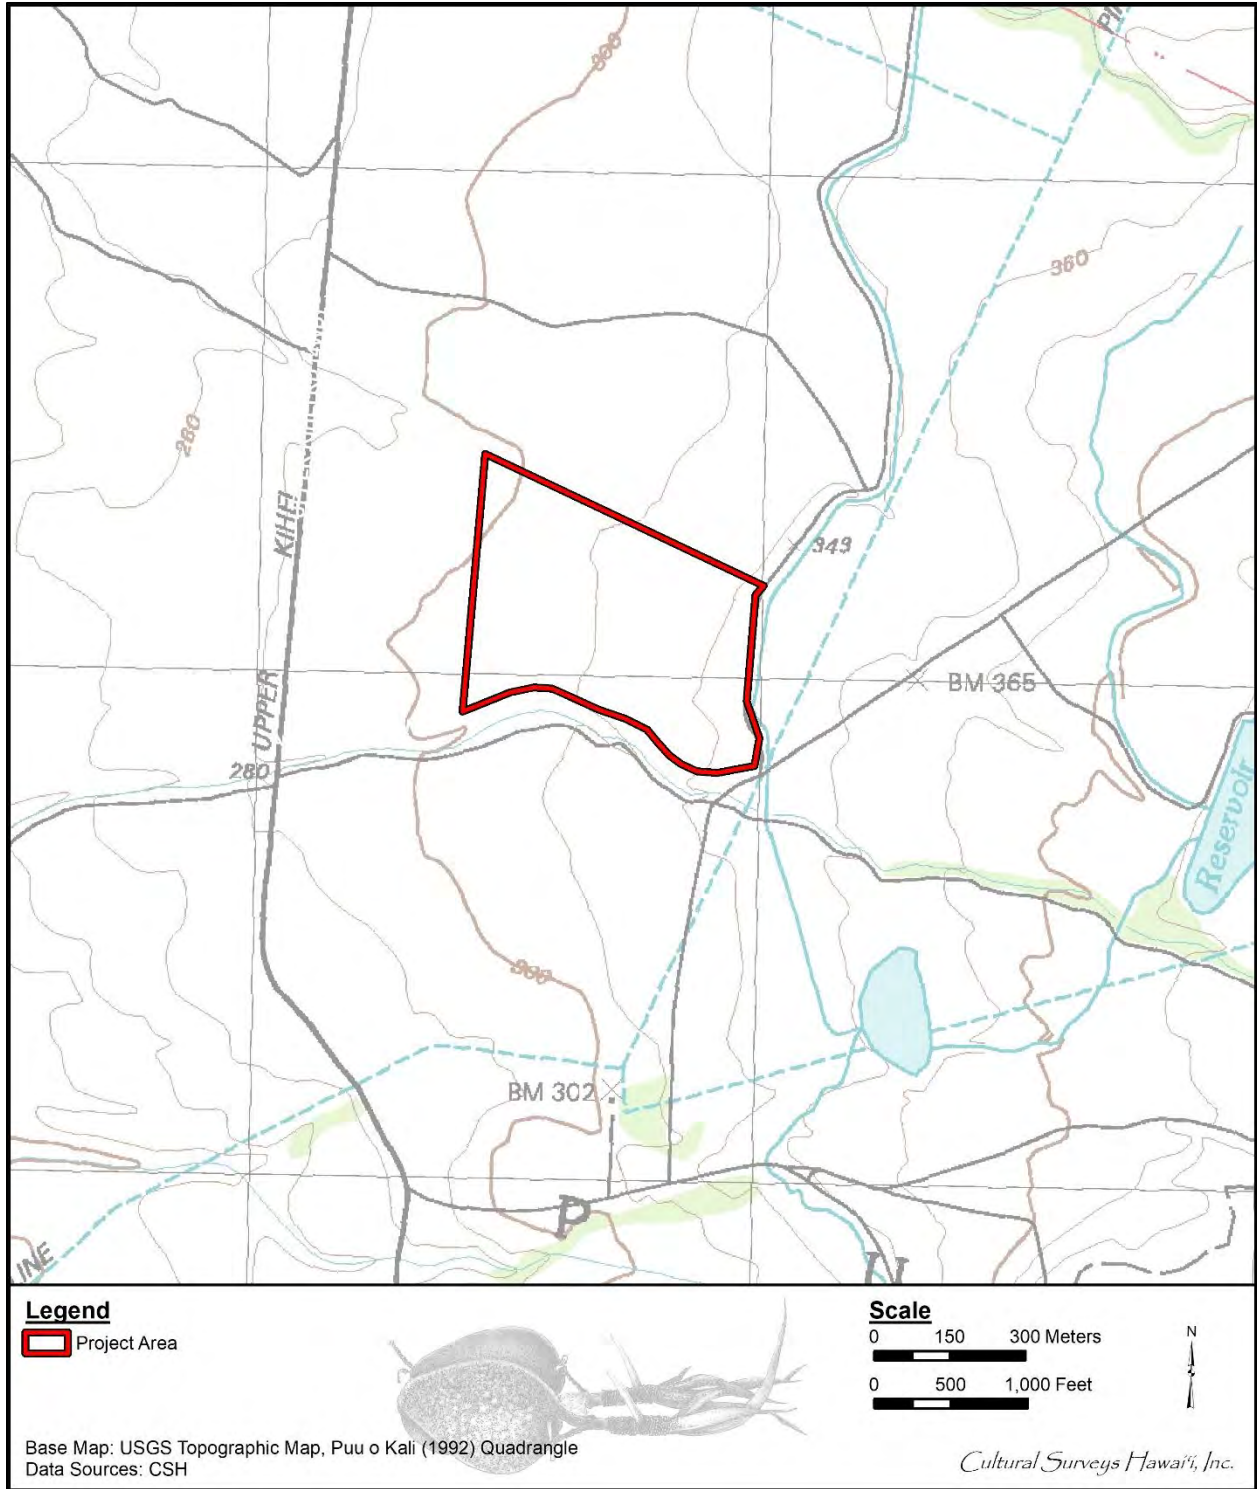 300
360
280
KIHEI
343
UPPER
BM 365
280
Reservoir
300
BM 302
P
INE
U
Legend
Project Area
Scale
0 150 300 Meters
0 500 1,000 Feet
N
Base Map: USGS Topographic Map, Puu o Kali (1992) Quadrangle
Data Sources: CSH
Cultural Surveys Hawai‘i, Inc.